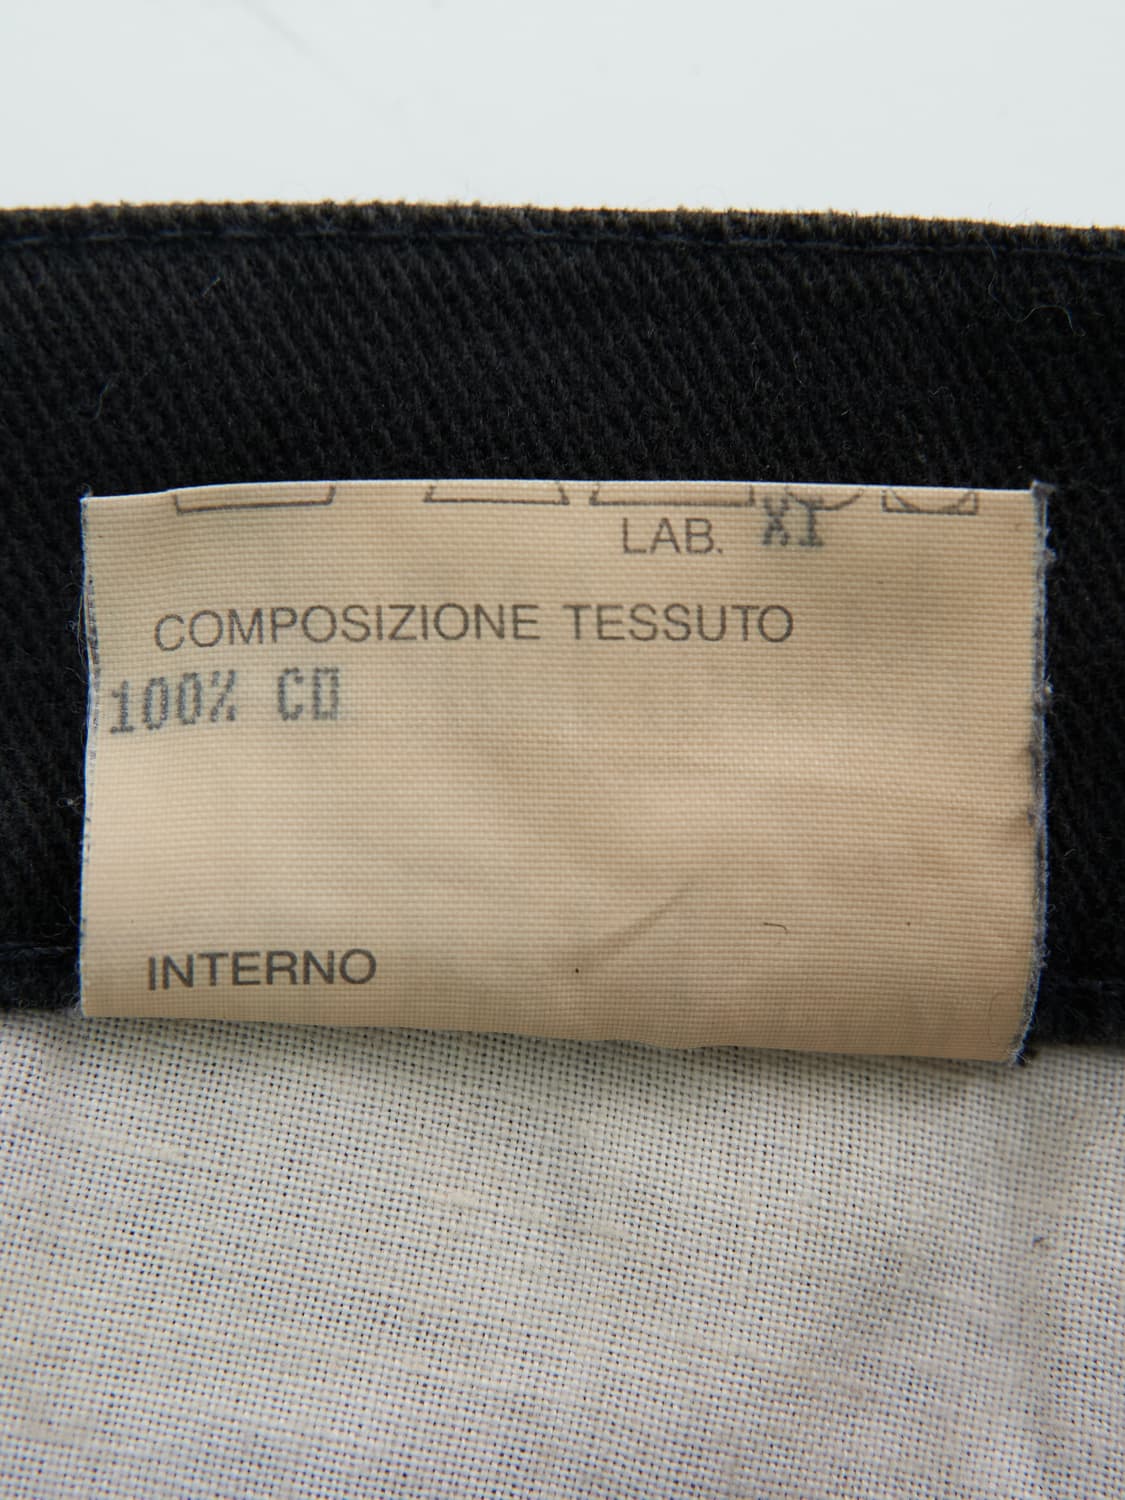 LAB. XI
COMPOSIZIONE TESSUTO
100% CO
INTERNO